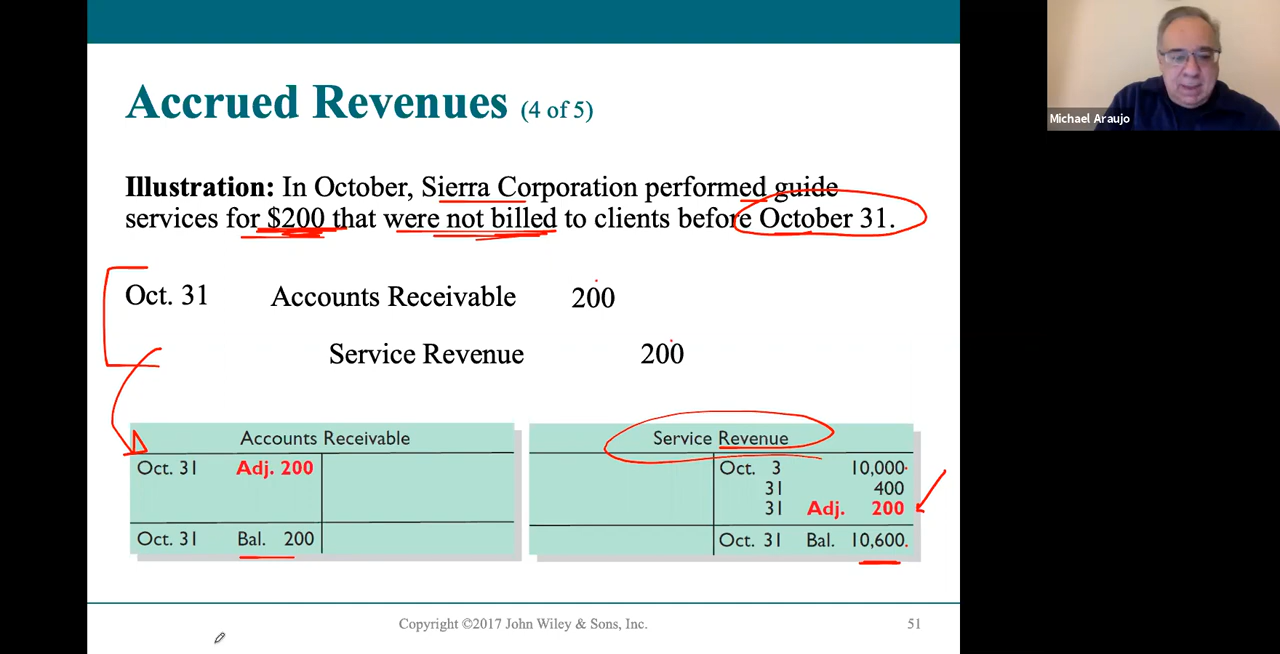 Accrued Revenues (4 of 5)
Michael Araujo
Illustration: In October, Sierra Corporation performed guide
services for $200 that were not billed to clients before October 31.
Oct. 31 Accounts Receivable 200
Service Revenue 200
Accounts Receivable
Oct. 31 Adj. 200
Oct. 31 Bal. 200
Service Revenue
Oct. 3 10,000
31 400
31 Adj. 200
Oct. 31 Bal. 10,600
Copyright ©2017 John Wiley & Sons, Inc.
51